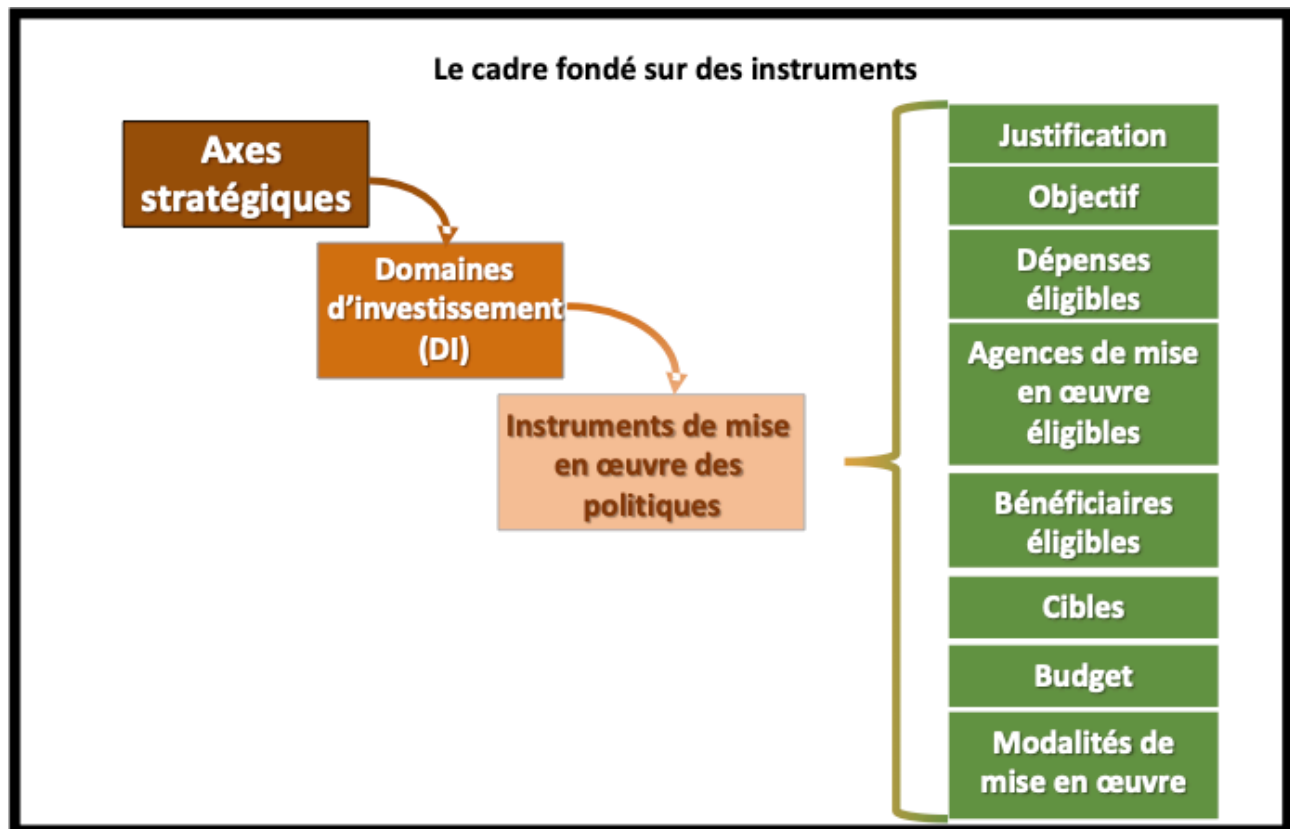 Le cadre fondé sur des instruments
Axes
stratégiques
Domaines
d’investissement
(DI)
Instruments de mise
en œuvre des
politiques
Justification
Objectif
Dépenses
éligibles
Agences de mise
en œuvre
éligibles
Bénéficiaires
éligibles
Cibles
Budget
Modalités de
mise en œuvre